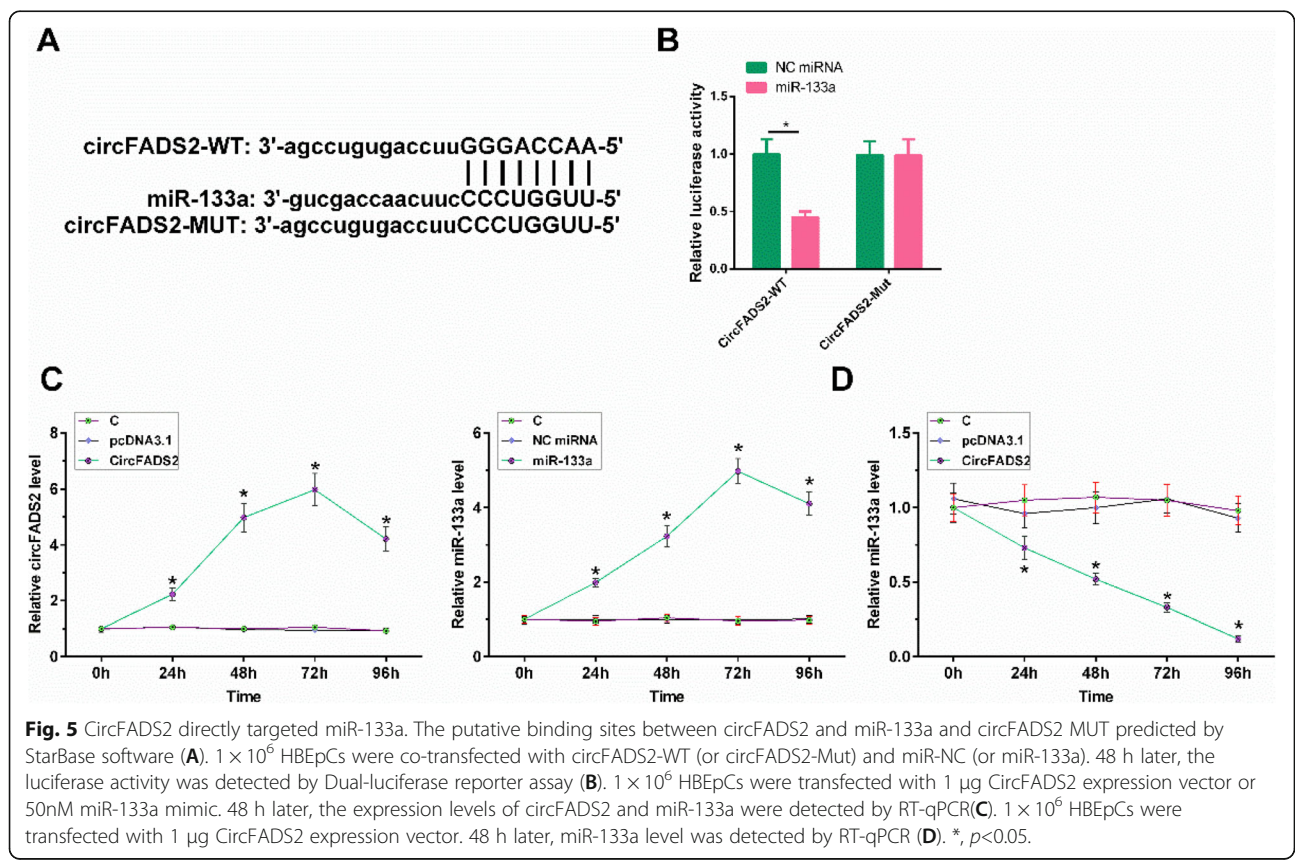 A
circFADS2-WT: 3'-agccugugaccuuGGGACCAA-5'
miR-133a: 3'-gucgaccaacuucCCCUGGUU-5'
circFADS2-MUT: 3'-agccugugaccuuCCCUGGUU-5'
B
NC miRNA
miR-133a
Relative luciferase activity
1.5
1.0
0.5
0.0
*
CircFADS2-WT
CircFADS2-Mut
C
C
pcDNA3.1
CircFADS2
Relative circFADS2 level
8
6
4
2
0
* * * *
0h 24h 48h 72h 96h
Time
C
NC miRNA
miR-133a
Relative miR-133a level
6
4
2
0
* * * *
0h 24h 48h 72h 96h
Time
D
C
pcDNA3.1
CircFADS2
Relative miR-133a level
1.5
1.0
0.5
0.0
* * * *
0h 24h 48h 72h 96h
Time
Fig. 5 CircFADS2 directly targeted miR-133a. The putative binding sites between circFADS2 and miR-133a and circFADS2 MUT predicted by
StarBase software (A). 1 × 10⁶ HBEpCs were co-transfected with circFADS2-WT (or circFADS2-Mut) and miR-NC (or miR-133a). 48 h later, the
luciferase activity was detected by Dual-luciferase reporter assay (B). 1 × 10⁶ HBEpCs were transfected with 1 μg CircFADS2 expression vector or
50nM miR-133a mimic. 48 h later, the expression levels of circFADS2 and miR-133a were detected by RT-qPCR(C). 1 × 10⁶ HBEpCs were
transfected with 1 μg CircFADS2 expression vector. 48 h later, miR-133a level was detected by RT-qPCR (D). *, p<0.05.